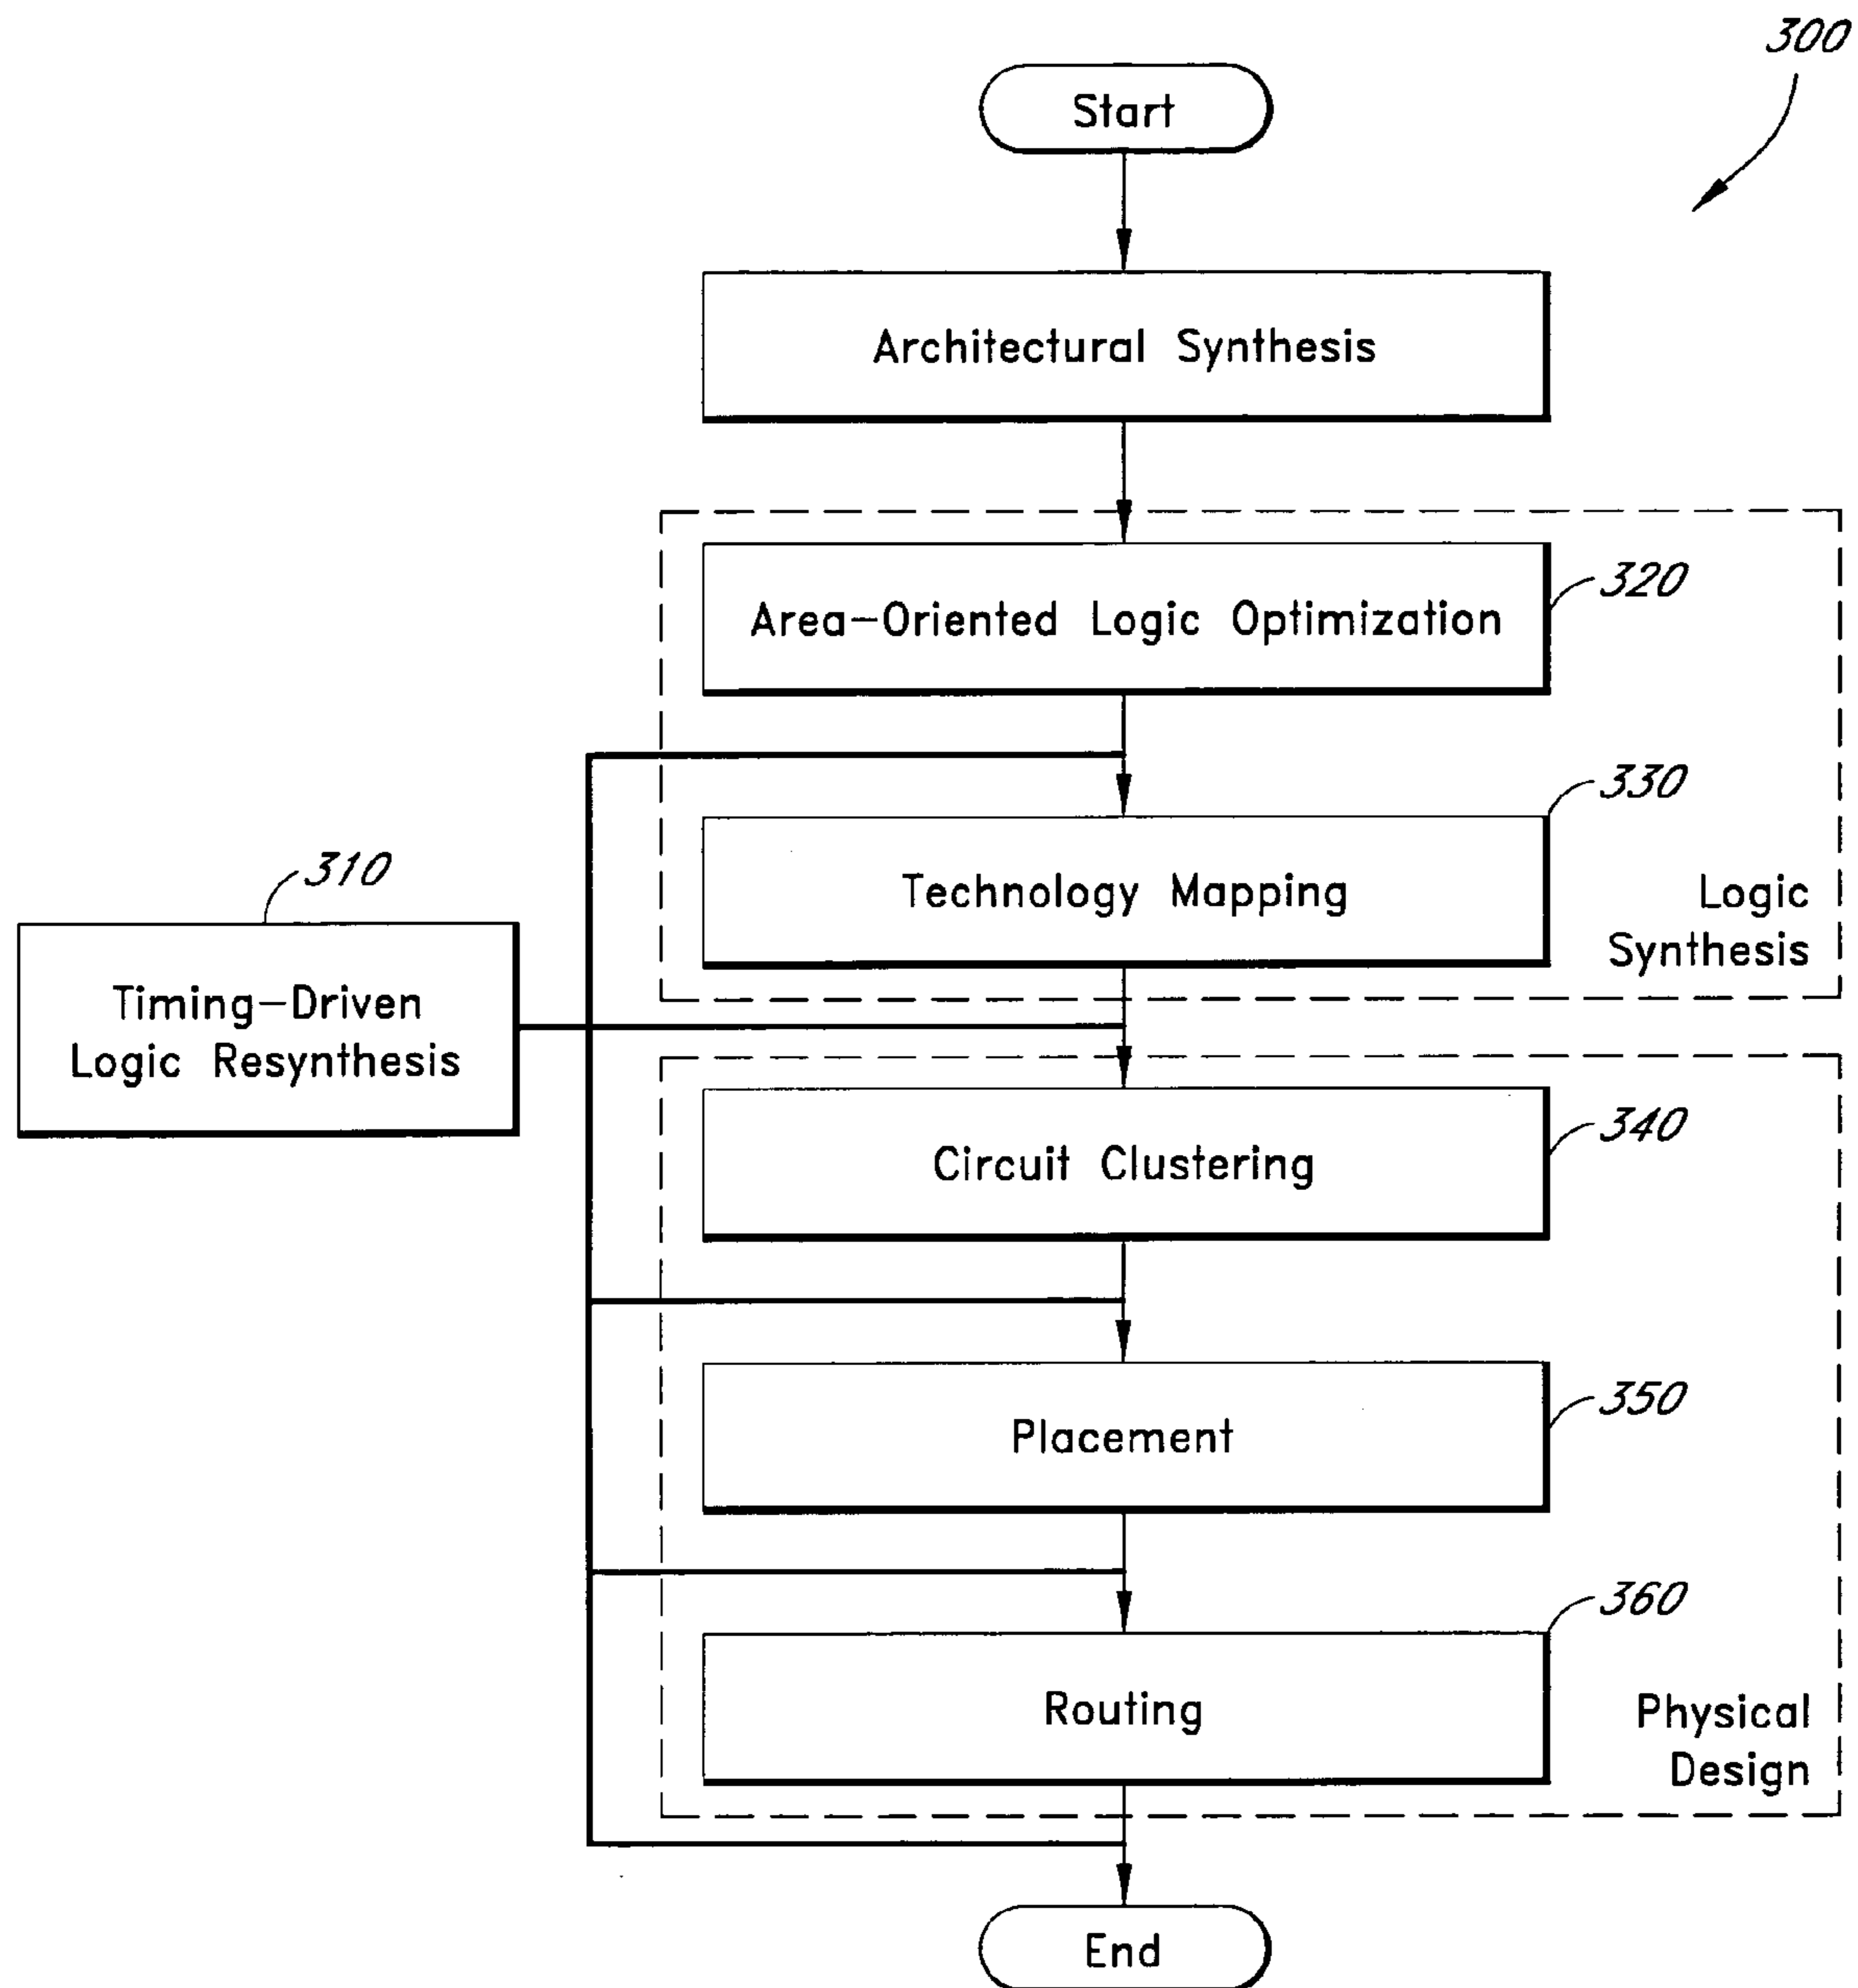 300
Start
Architectural Synthesis
320
Area-Oriented Logic Optimization
330
Technology Mapping
Logic
Synthesis
310
Timing-Driven
Logic Resynthesis
340
Circuit Clustering
350
Placement
360
Routing
Physical
Design
End